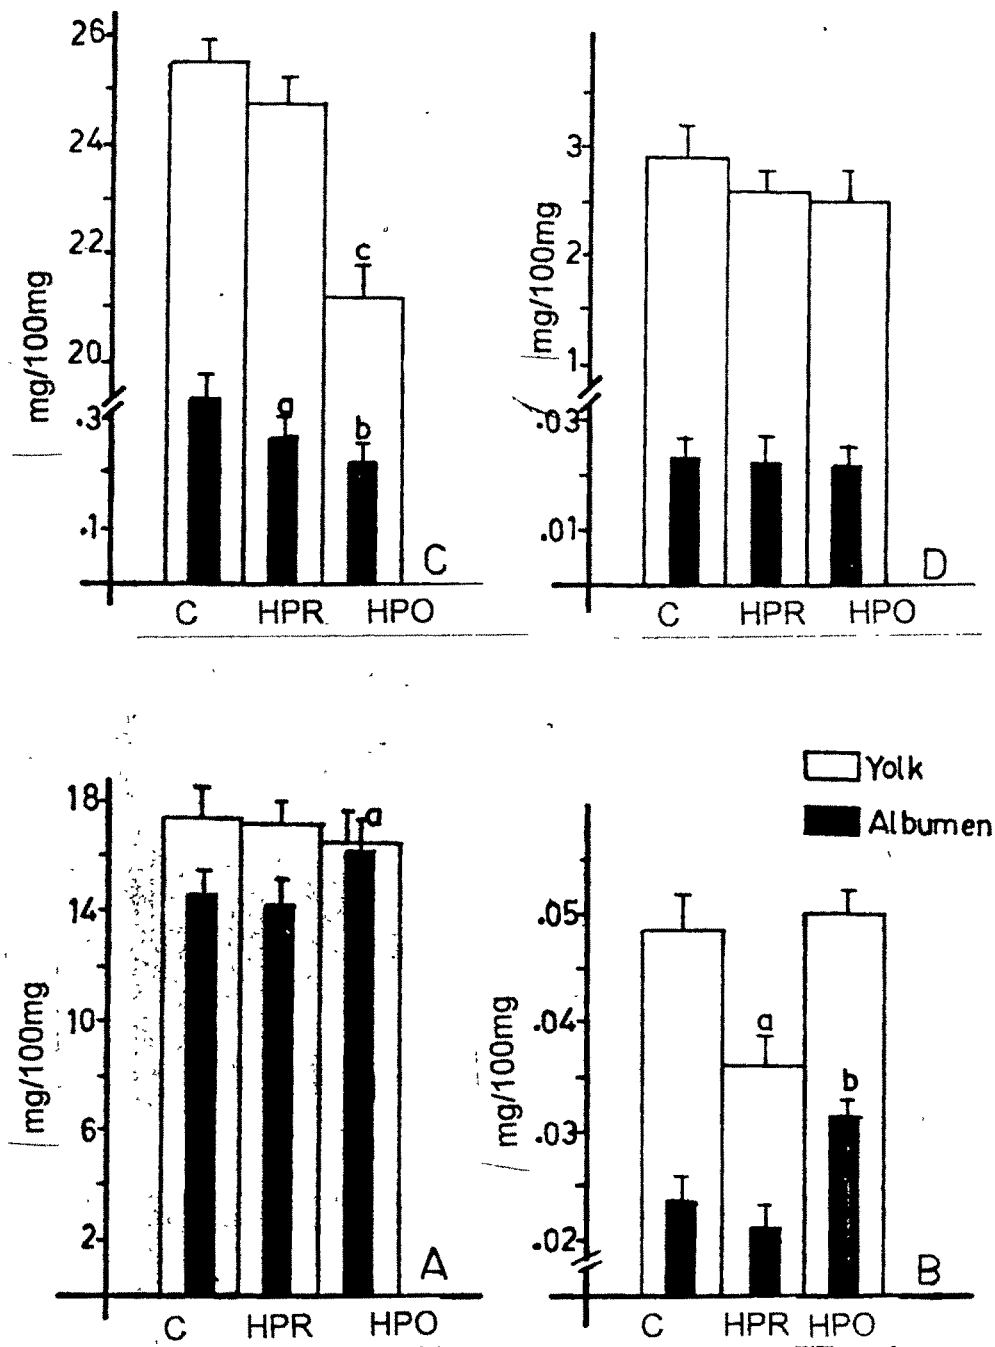 26
24
22
20
.3
.1
mg/100mg
c
a
b
C
C HPR HPO
3
2
1
.03
.01
mg/100mg
D
C HPR HPO
Yolk
Albumen
18
14
10
6
2
mg/100mg
a
A
C HPR HPO
.05
.04
.03
.02
mg/100mg
a
b
B
C HPR HPO